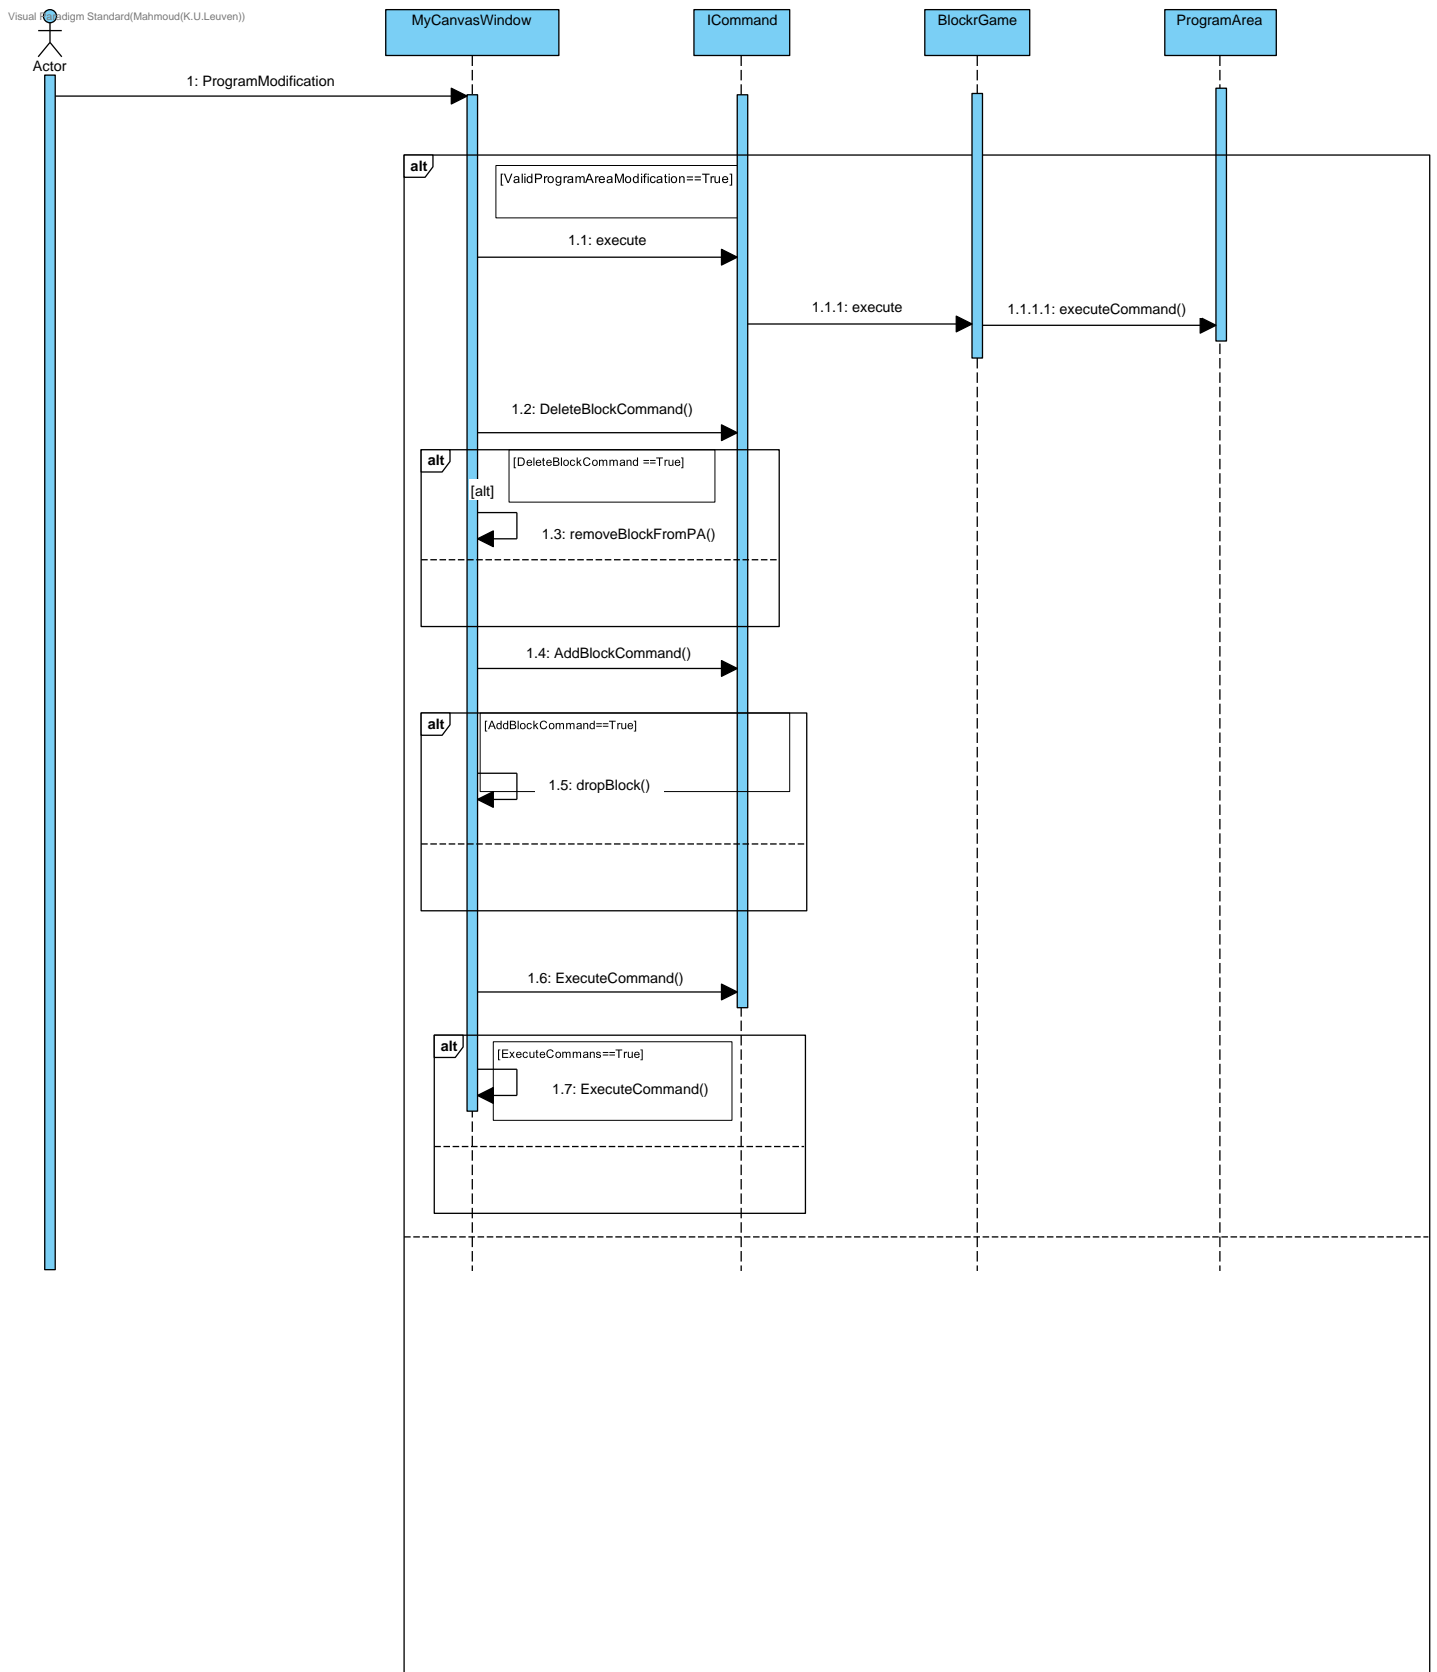 Visual Paradigm Standard(Mahmoud(K.U.Leuven))
Actor
MyCanvasWindow
ICommand
BlockrGame
ProgramArea
1: ProgramModification
alt
[ValidProgramAreaModification==True]
1.1: execute
1.1.1: execute
1.1.1.1: executeCommand()
1.2: DeleteBlockCommand()
alt
[DeleteBlockCommand ==True]
[alt]
1.3: removeBlockFromPA()
1.4: AddBlockCommand()
alt
[AddBlockCommand==True]
1.5: dropBlock()
1.6: ExecuteCommand()
alt
[ExecuteCommans==True]
1.7: ExecuteCommand()